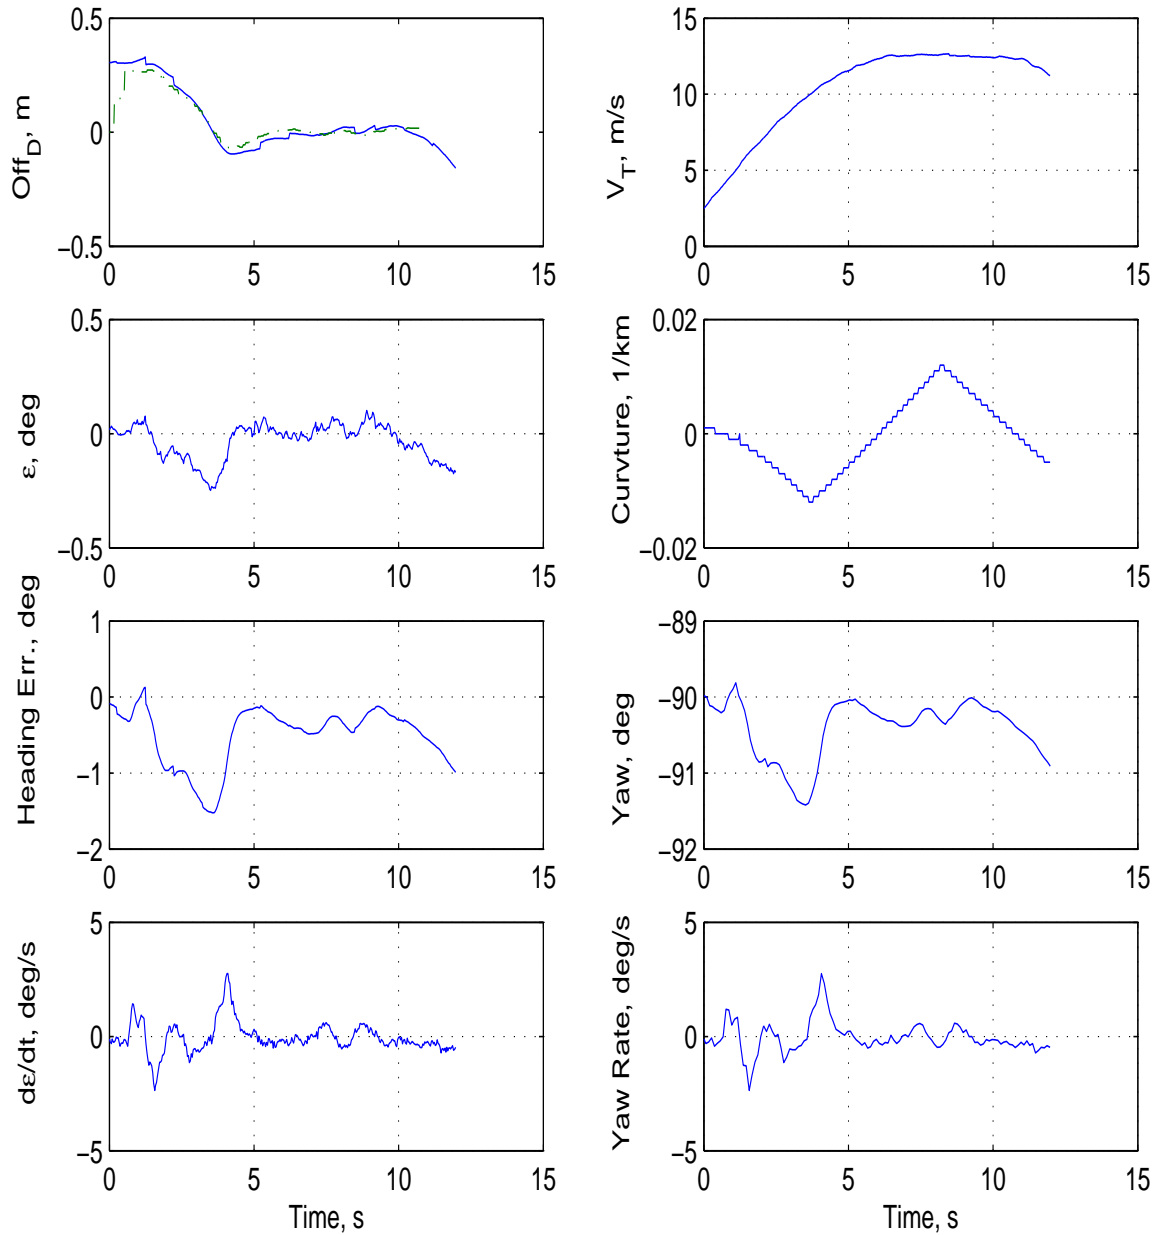 0.5
0
−0.5
0 5 10 15
Off_D, m
15
10
5
0
0 5 10 15
V_T, m/s
0.5
0
−0.5
0 5 10 15
ε, deg
0.02
0
−0.02
0 5 10 15
Curvture, 1/km
1
0
−1
−2
0 5 10 15
Heading Err., deg
−89
−90
−91
−92
0 5 10 15
Yaw, deg
5
0
−5
0 5 10 15
dε/dt, deg/s
Time, s
5
0
−5
0 5 10 15
Yaw Rate, deg/s
Time, s